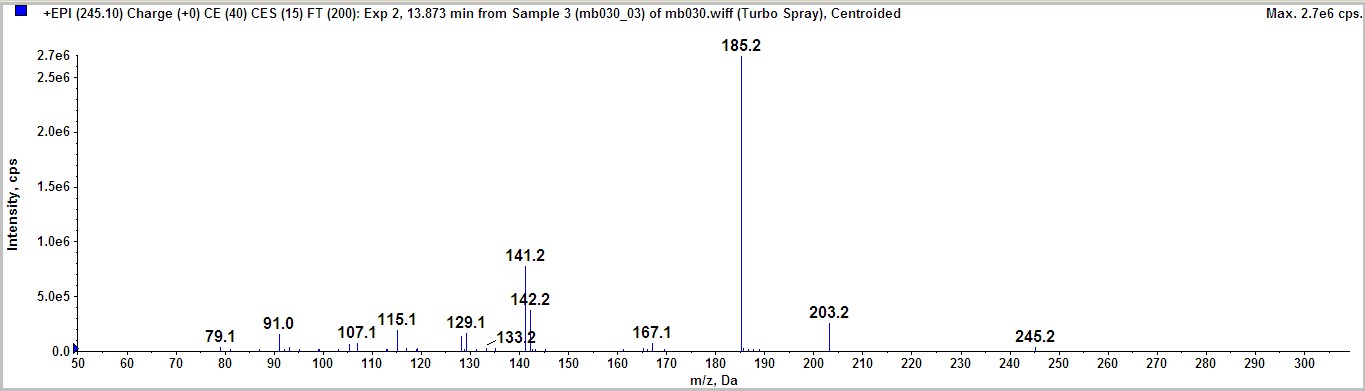 +EPI (245.10) Charge (+0) CE (40) CES (15) FT (200): Exp 2, 13.873 min from Sample 3 (mb030_03) of mb030.wiff (Turbo Spray), Centroided
Max. 2.7e6 cps.
185.2
2.7e6
2.5e6
2.0e6
1.5e6
1.0e6
5.0e5
0.0
Intensity, cps
141.2
142.2
203.2
115.1
91.0
129.1
107.1
133.2
79.1
167.1
245.2
50 60 70 80 90 100 110 120 130 140 150 160 170 180 190 200 210 220 230 240 250 260 270 280 290 300
m/z, Da